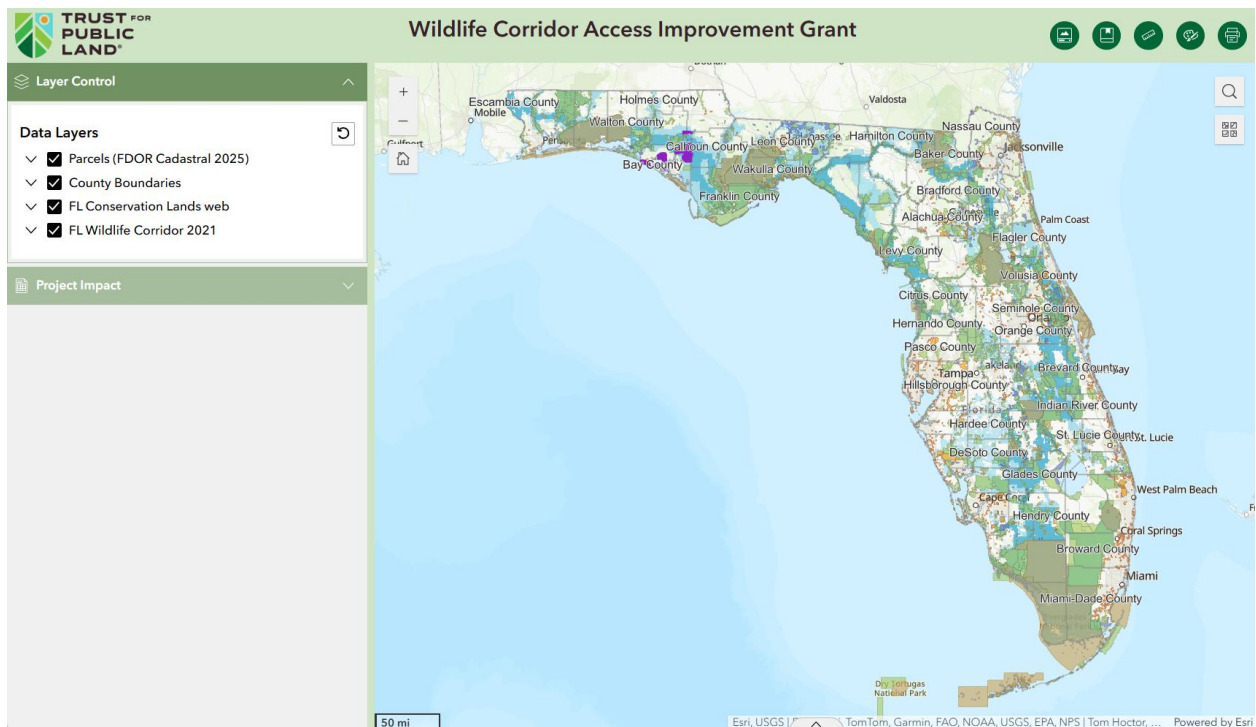 TRUST FOR
PUBLIC
LAND®
Wildlife Corridor Access Improvement Grant
Layer Control
Data Layers
Parcels (FDOR Cadastral 2025)
County Boundaries
FL Conservation Lands web
FL Wildlife Corridor 2021
Project Impact
+
−
Escambia County
Mobile
Holmes County
Valdosta
Walton County
Calhoun County
Leon County
Hamilton County
Nassau County
Jacksonville
Baker County
Bay County
Wakulla County
Franklin County
Bradford County
Alachua County
Palm Coast
Flagler County
Levy County
Volusia County
Citrus County
Seminole County
Hernando County
Orange County
Pasco County
Brevard County
Tampa
Hillsborough County
Florida
Indian River County
Hardee County
St. Lucie County
St. Lucie
DeSoto County
Glades County
Cape Coral
West Palm Beach
Hendry County
Coral Springs
Broward County
Miami
Miami-Dade County
Dry Tortugas
National Park
50 mi
Esri, USGS |
TomTom, Garmin, FAO, NOAA, USGS, EPA, NPS | Tom Hoctor, ...
Powered by Esri